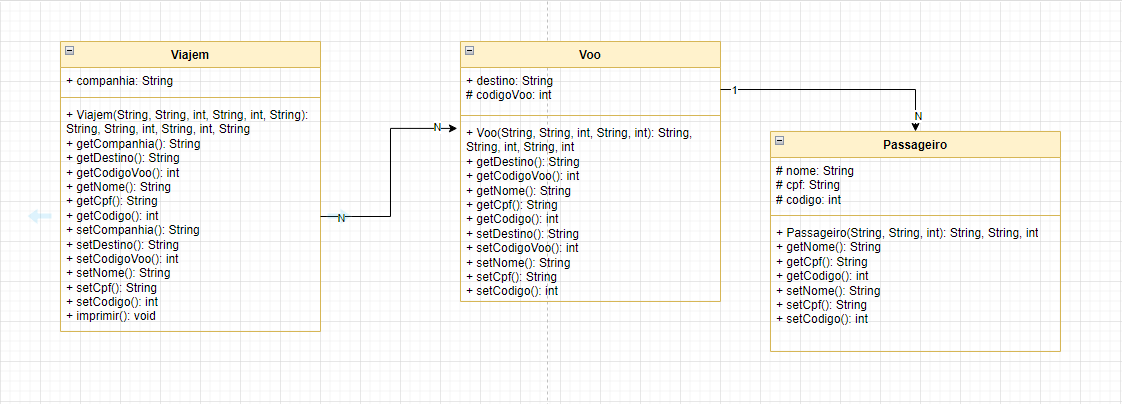 Viajem
+ companhia: String
+ Viajem(String, String, int, String, int, String):
String, String, int, String, int, String
+ getCompanhia(): String
+ getDestino(): String
+ getCodigoVoo(): int
+ getNome(): String
+ getCpf(): String
+ getCodigo(): int
+ setCompanhia(): String
+ setDestino(): String
+ setCodigoVoo(): int
+ setNome(): String
+ setCpf(): String
+ setCodigo(): int
+ imprimir(): void
N
N
Voo
+ destino: String
# codigoVoo: int
+ Voo(String, String, int, String, int): String,
String, int, String, int
+ getDestino(): String
+ getCodigoVoo(): int
+ getNome(): String
+ getCpf(): String
+ getCodigo(): int
+ setDestino(): String
+ setCodigoVoo(): int
+ setNome(): String
+ setCpf(): String
+ setCodigo(): int
1
N
Passageiro
# nome: String
# cpf: String
# codigo: int
+ Passageiro(String, String, int): String, String, int
+ getNome(): String
+ getCpf(): String
+ getCodigo(): int
+ setNome(): String
+ setCpf(): String
+ setCodigo(): int